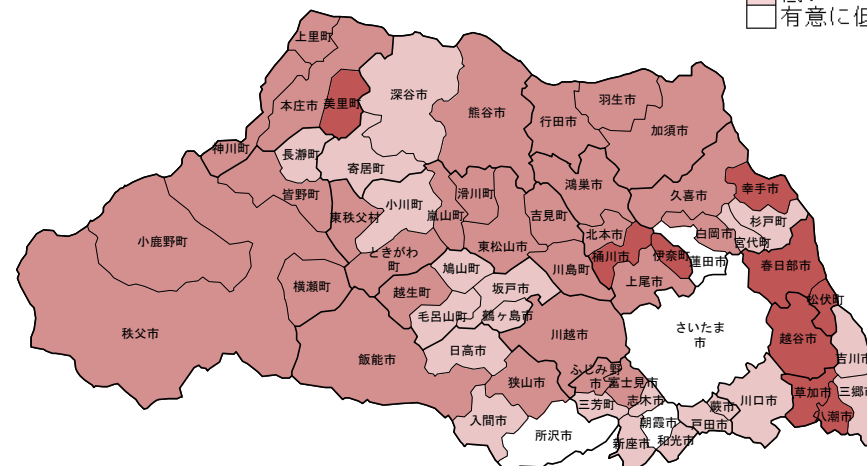 有意に低
上里町
深谷市
本庄市
美里町
熊谷市
羽生市
行田市
加須市
神川町
長瀞町
寄居町
皆野町
小川町
滑川町
鴻巣市
久喜市
幸手市
東秩父村
嵐山町
吉見町
杉戸町
小鹿野町
北本市
白岡市
宮代町
ときがわ
町
東松山市
桶川市
伊奈町
蓮田市
春日部市
鳩山町
川島町
横瀬町
越生町
坂戸市
上尾市
松伏町
毛呂山町
鶴ヶ島市
秩父市
川越市
さいたま
市
越谷市
日高市
飯能市
吉川市
ふじみ野
市
狭山市
富士見市
草加市
三郷市
三芳町
志木市
蕨市
川口市
八潮市
入間市
朝霞市
戸田市
所沢市
新座市
和光市